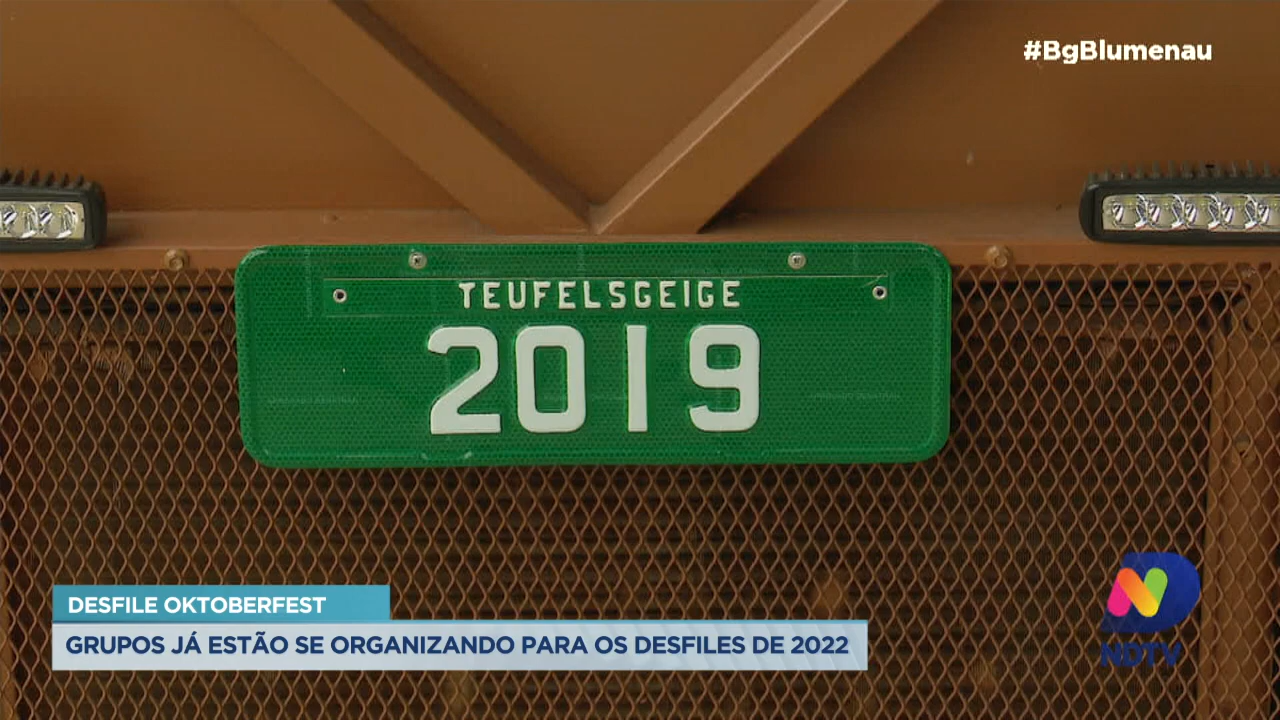 #BgBlumenau
TEUFELSGEIGE
2019
DESFILE OKTOBERFEST
GRUPOS JÁ ESTÃO SE ORGANIZANDO PARA OS DESFILES DE 2022
NDTV